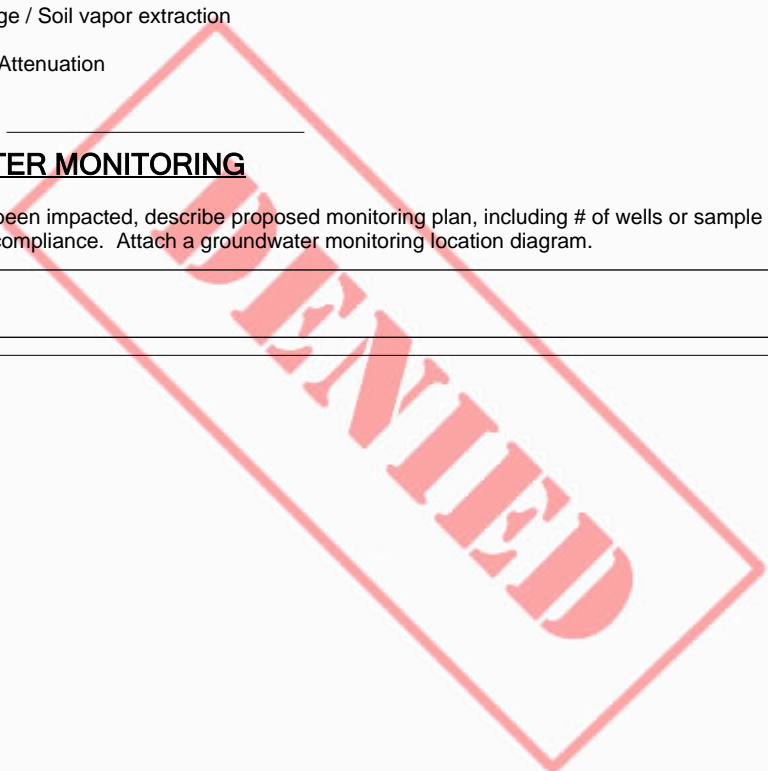 ge / Soil vapor extraction
Attenuation
TER MONITORING
been impacted, describe proposed monitoring plan, including # of wells or sample
compliance. Attach a groundwater monitoring location diagram.
DENIED